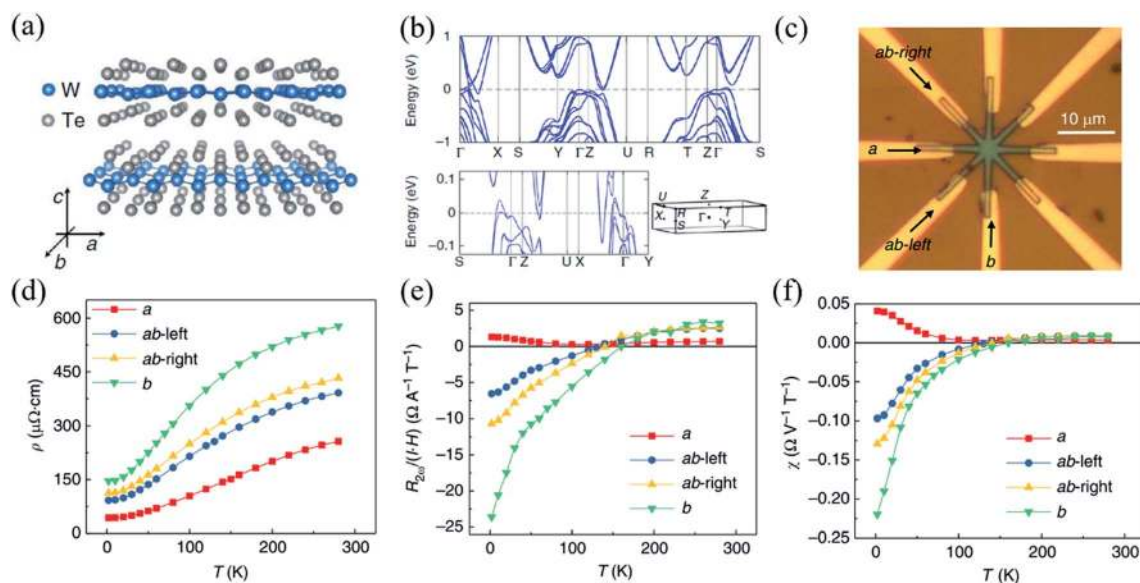 (a)
W
Te
c
a
b
(b)
Energy (eV)
1
0
−1
Γ X S Y Γ Z U R T Z Γ S
Energy (eV)
0.1
0
−0.1
S Γ Z U X Γ Y
U Z
X H Γ T
S Y
(c)
ab-right
10 μm
a
ab-left
b
(d)
ρ (μΩ·cm)
600
450
300
150
0
0 100 200 300
T (K)
a
ab-left
ab-right
b
(e)
R2ω/(I·H) (Ω A−1 T−1)
5
0
−5
−10
−15
−20
−25
0 100 200 300
T (K)
a
ab-left
ab-right
b
(f)
χ (Ω V−1 T−1)
0.05
0.00
−0.05
−0.10
−0.15
−0.20
−0.25
0 100 200 300
T (K)
a
ab-left
ab-right
b